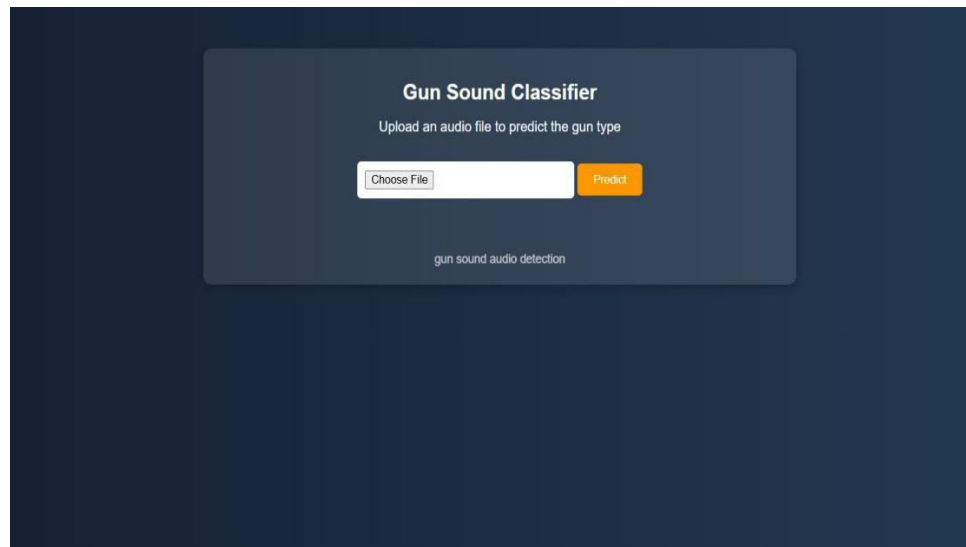 Gun Sound Classifier
Upload an audio file to predict the gun type
Choose File Predict
gun sound audio detection